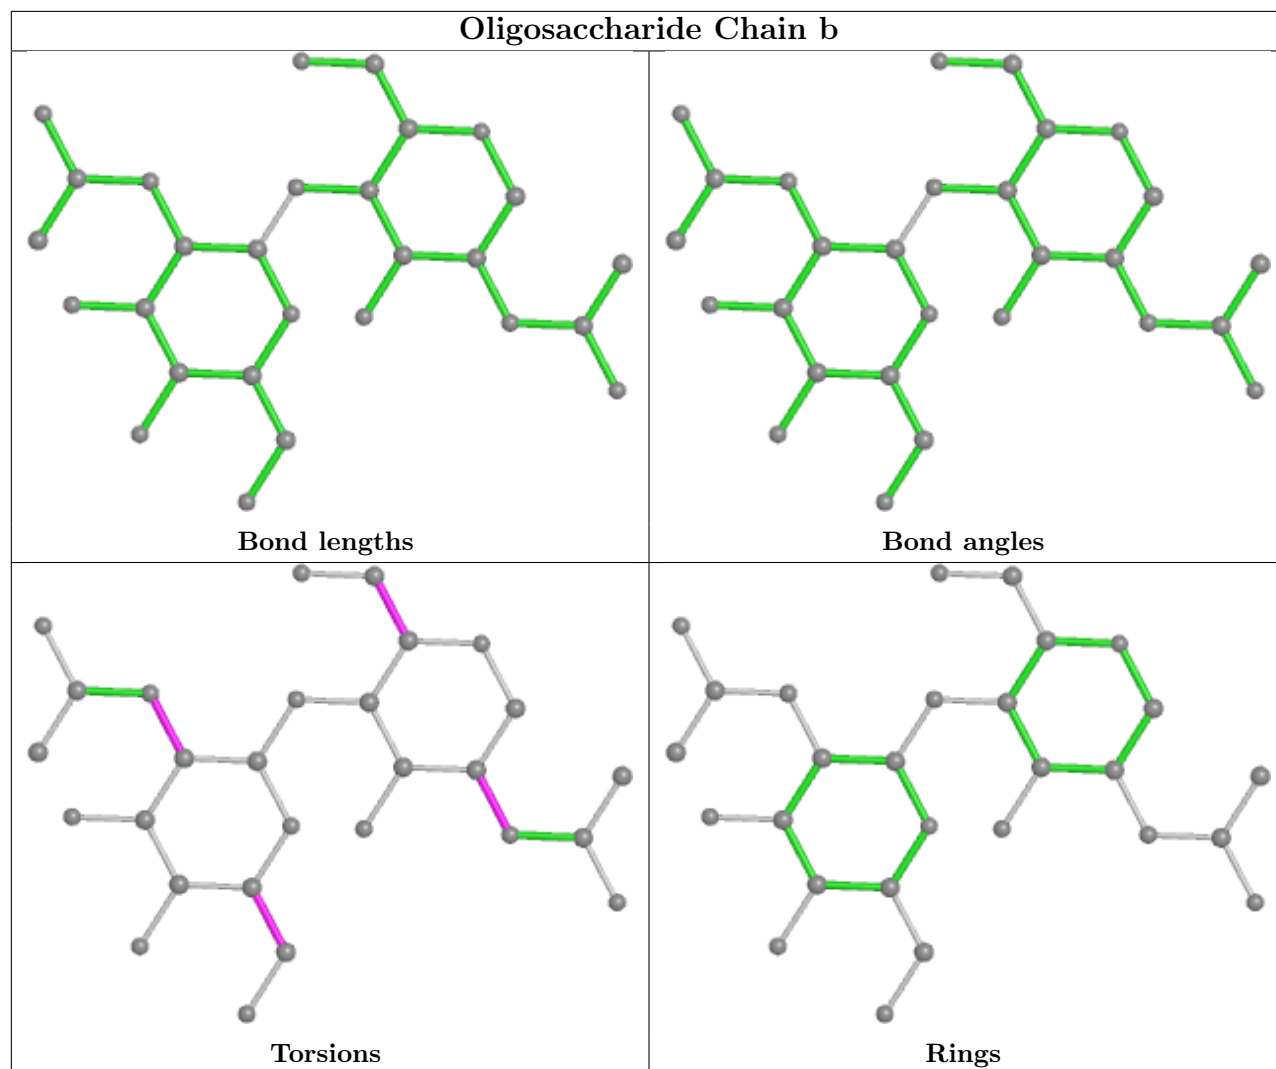 Oligosaccharide Chain b
Bond lengths
Bond angles
Torsions
Rings